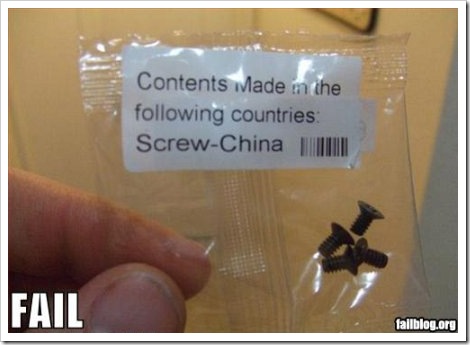 Contents Made in the
following countries:
Screw-China
FAIL
failblog.org